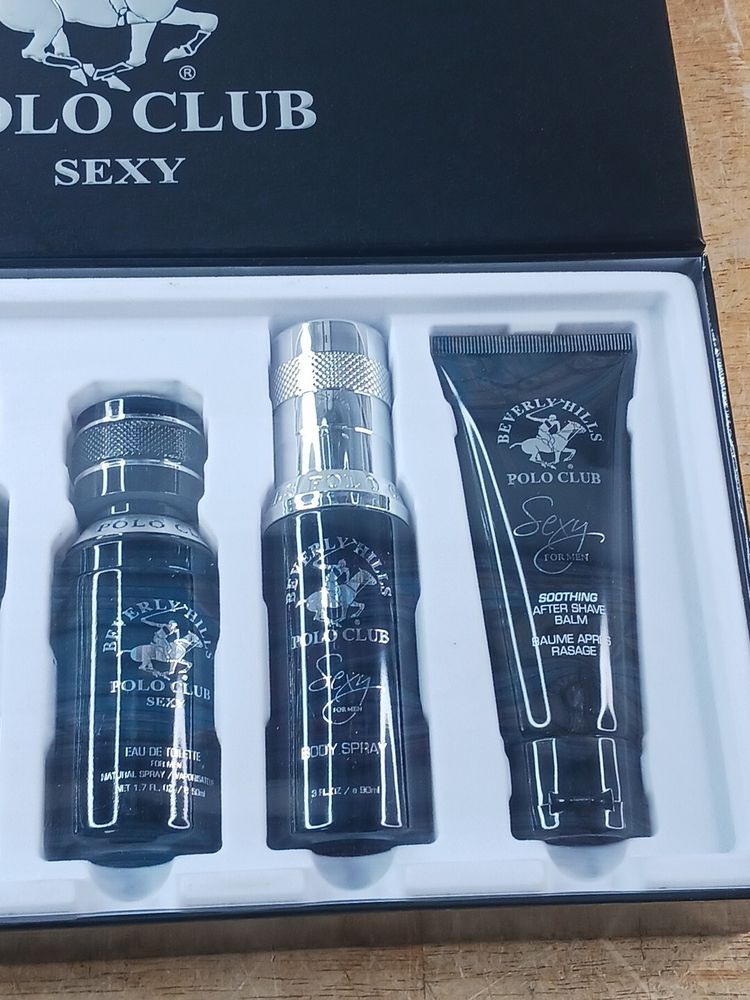 ®
OLO CLUB
SEXY
POLO CL
BEVERLY HILLS
POLO CLUB
SEXY
EAU DE TOILETTE
FOR MEN
NATURAL SPRAY / VAPORISATEUR
NET 1.7 FL. OZ / e 50ml
POLO C
BEVERLY HILLS
POLO CLUB
Sexy
FOR MEN
BODY SPRAY
3 FL.OZ / e 90ml
BEVERLY HILLS
POLO CLUB
Sexy
FOR MEN
SOOTHING
AFTER SHAVE
BALM
BAUME APRÈS
RASAGE